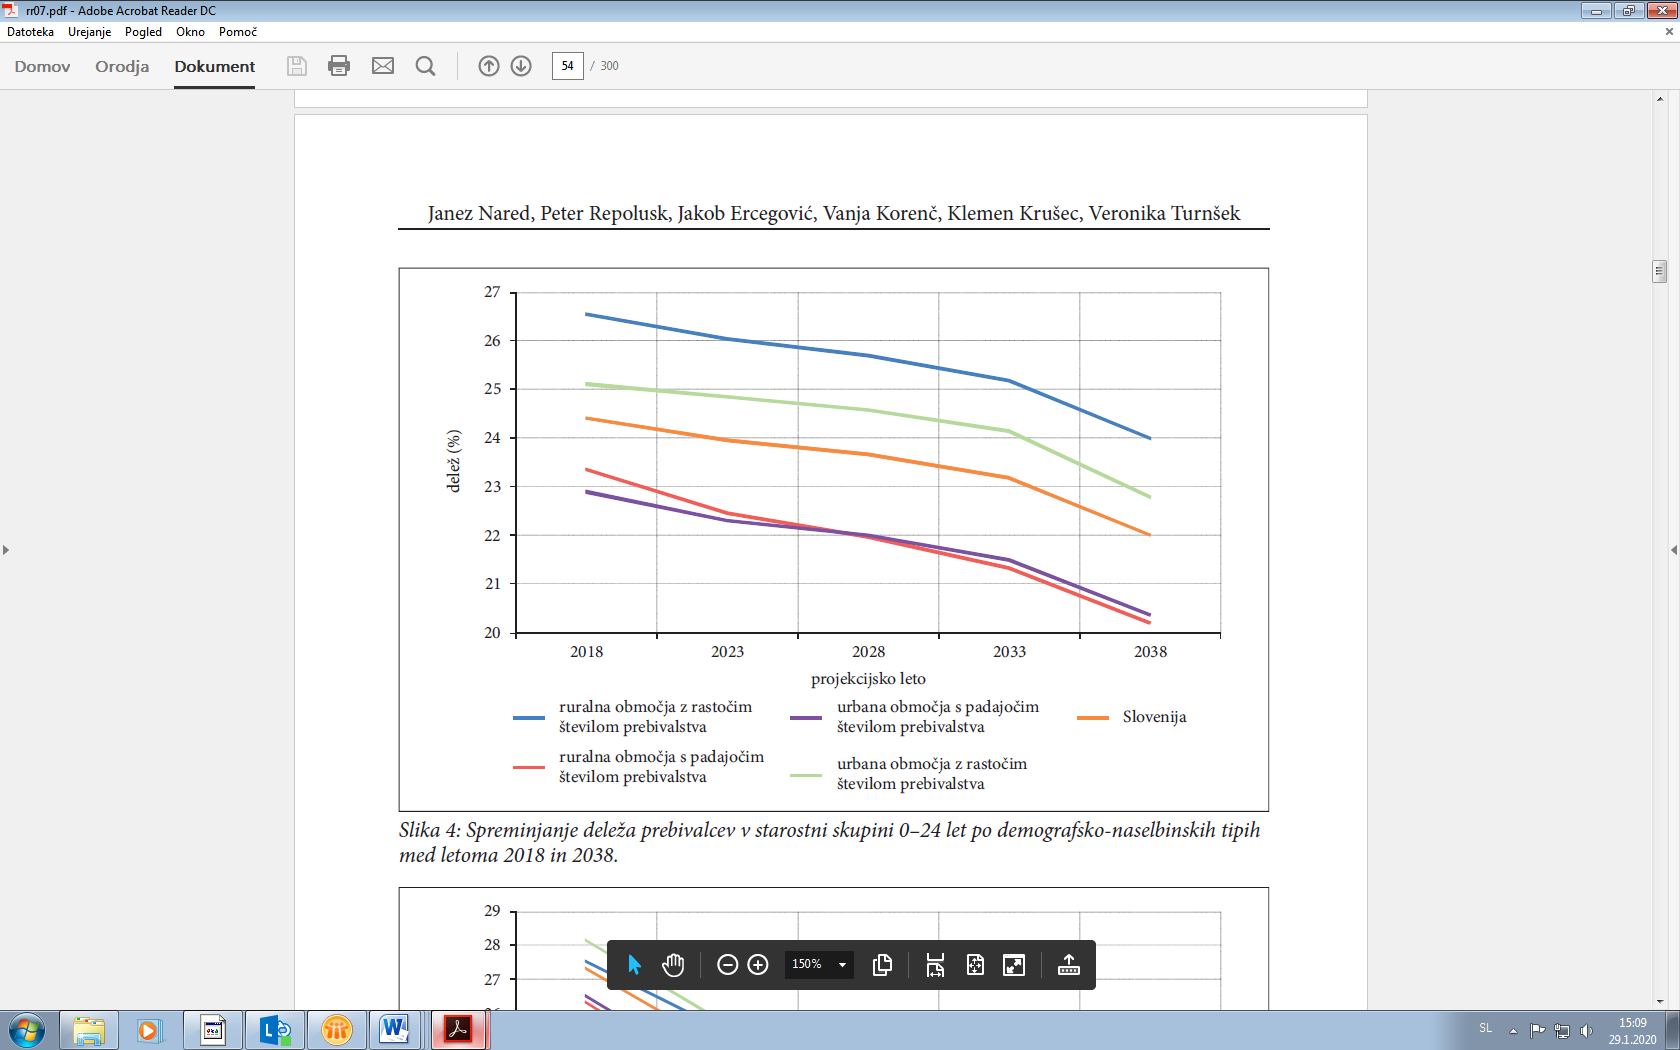 rr07.pdf - Adobe Acrobat Reader DC
Datoteka Urejanje Pogled Okno Pomoč
Domov Orodja Dokument 54 / 300
Janez Nared, Peter Repolusk, Jakob Ercegović, Vanja Korenč, Klemen Krušec, Veronika Turnšek
27
26
25
24
23
22
21
20
delež (%)
2018 2023 2028 2033 2038
projekcijsko leto
ruralna območja z rastočim
številom prebivalstva
ruralna območja s padajočim
številom prebivalstva
urbana območja s padajočim
številom prebivalstva
urbana območja z rastočim
številom prebivalstva
Slovenija
Slika 4: Spreminjanje deleža prebivalcev v starostni skupini 0–24 let po demografsko-naselbinskih tipih
med letoma 2018 in 2038.
29
28
27
150%
SL
15:09
29.1.2020